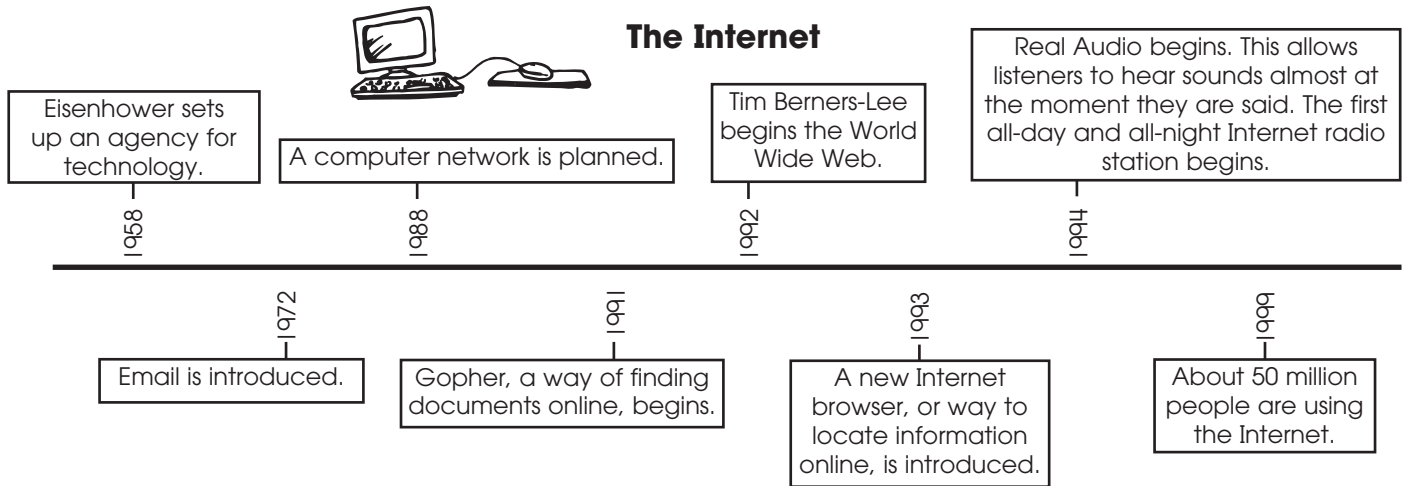 The Internet
Eisenhower sets
up an agency for
technology.
A computer network is planned.
Tim Berners-Lee
begins the World
Wide Web.
Real Audio begins. This allows
listeners to hear sounds almost at
the moment they are said. The first
all-day and all-night Internet radio
station begins.
1958
1988
1992
1994
1972
1991
1993
1999
Email is introduced.
Gopher, a way of finding
documents online, begins.
A new Internet
browser, or way to
locate information
online, is introduced.
About 50 million
people are using
the Internet.